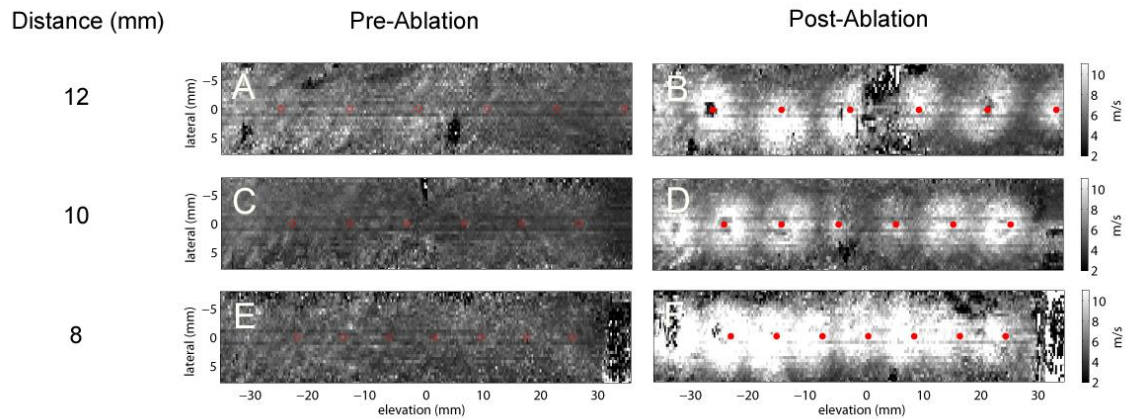 Distance (mm) Pre-Ablation Post-Ablation
12
A
B
lateral (mm)
−5
0
5
10
8
6
4
2
m/s
10
C
D
lateral (mm)
−5
0
5
10
8
6
4
2
m/s
8
E
F
lateral (mm)
−5
0
5
10
8
6
4
2
m/s
−30 −20 −10 0 10 20 30
elevation (mm)
−30 −20 −10 0 10 20 30
elevation (mm)